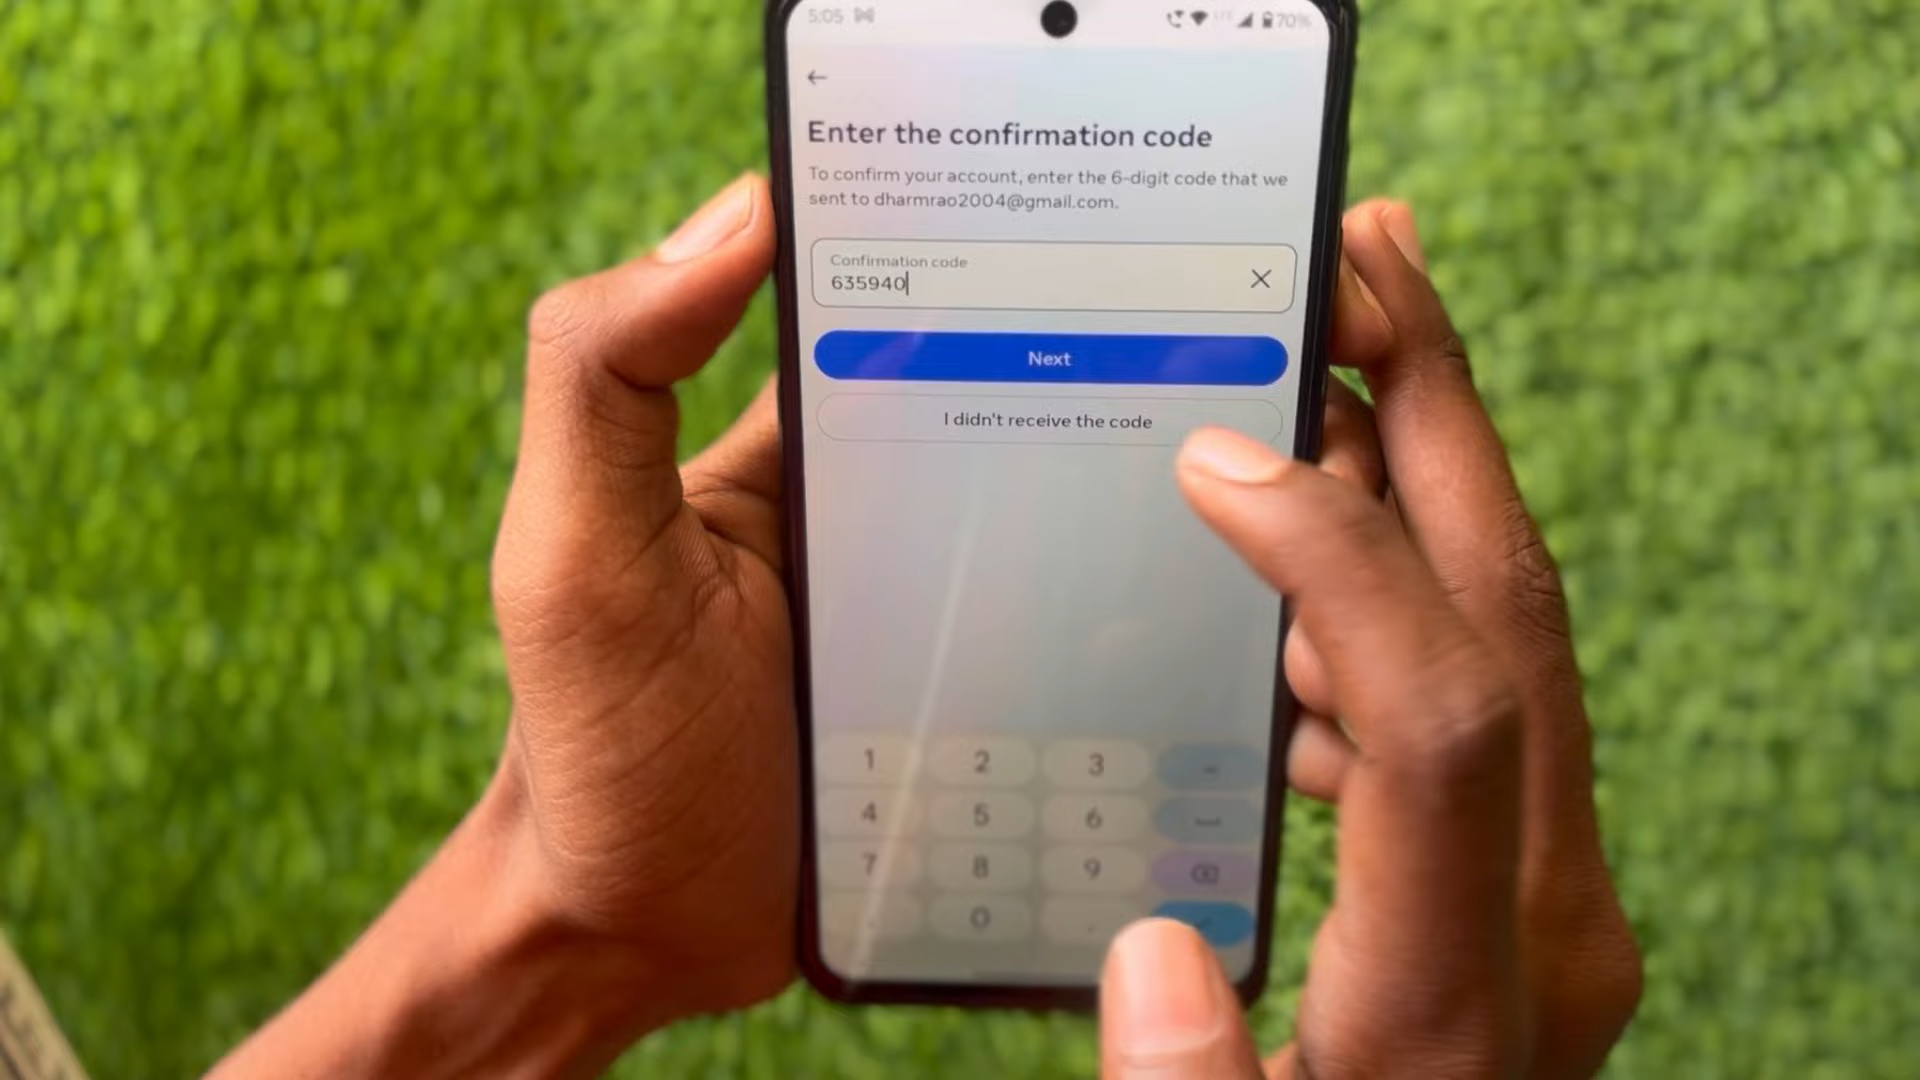 5:05 70%
Enter the confirmation code
To confirm your account, enter the 6-digit code that we
sent to dharmrao2004@gmail.com.
Confirmation code
635940
Next
I didn't receive the code
1 2 3 -
4 5 6
7 8 9
0 .